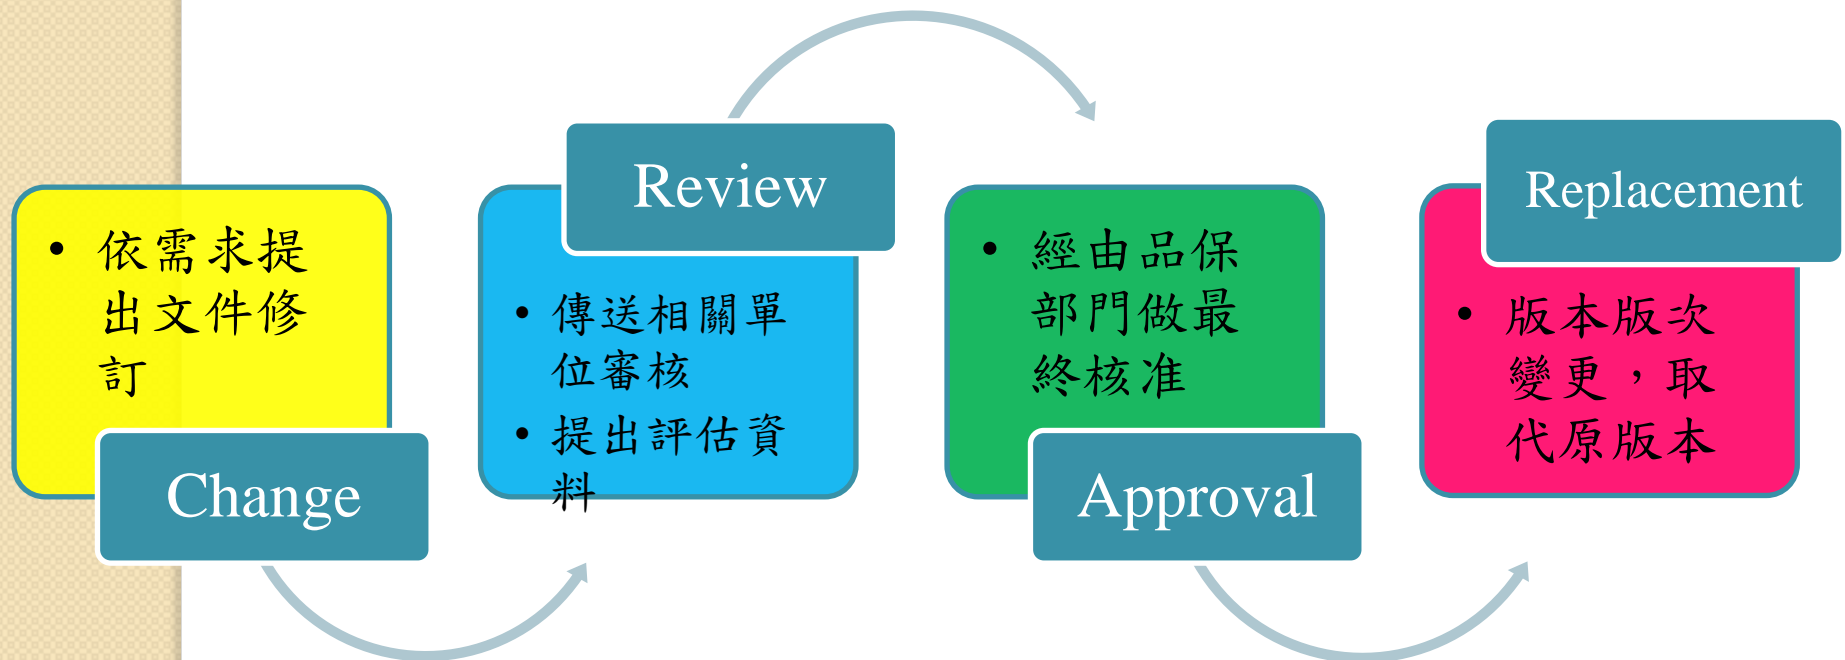 • 依需求提
出文件修
訂
Change
Review
• 傳送相關單
位審核
• 提出評估資
料
• 經由品保
部門做最
終核准
Approval
Replacement
• 版本版次
變更，取
代原版本